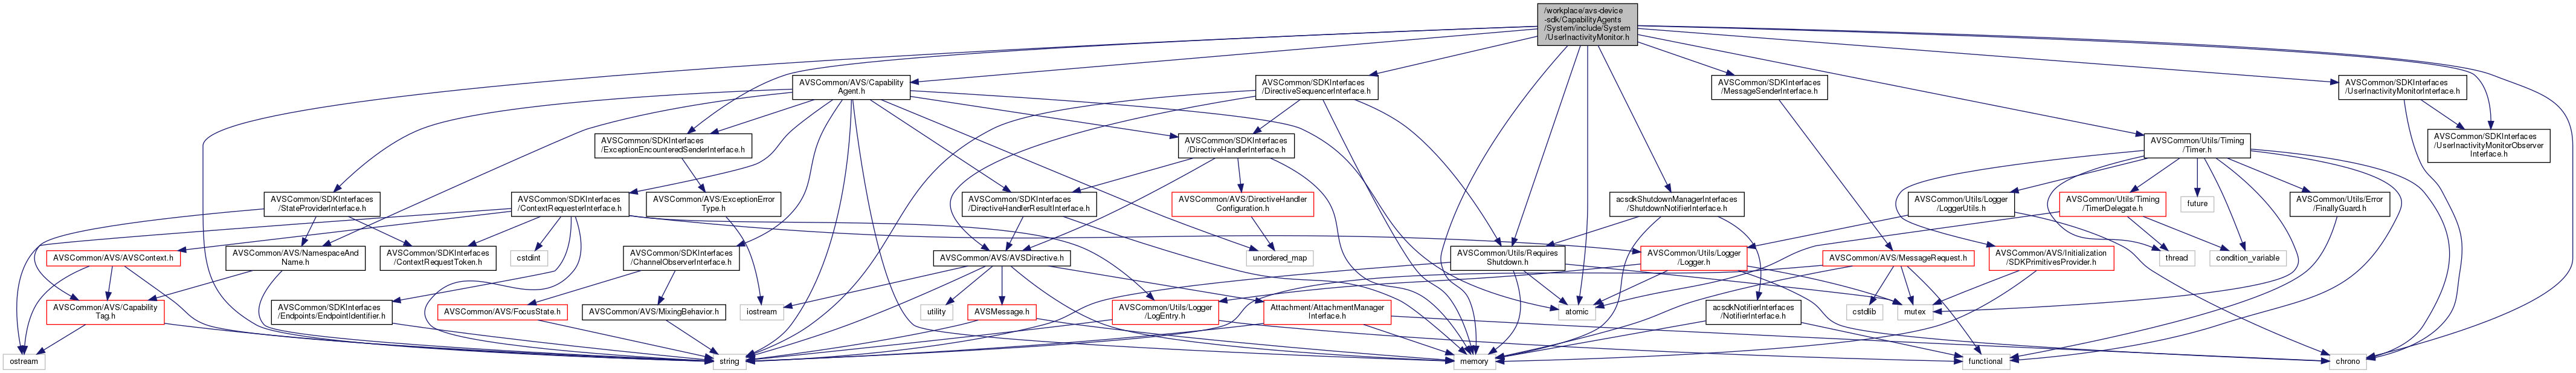 /workplace/avs-device
-sdk/CapabilityAgents
/System/include/System
/UserInactivityMonitor.h
AVSCommon/AVS/Capability
Agent.h
AVSCommon/SDKInterfaces
/DirectiveSequencerInterface.h
AVSCommon/SDKInterfaces
/MessageSenderInterface.h
AVSCommon/SDKInterfaces
/UserInactivityMonitorInterface.h
AVSCommon/SDKInterfaces
/ExceptionEncounteredSenderInterface.h
AVSCommon/SDKInterfaces
/DirectiveHandlerInterface.h
AVSCommon/Utils/Timing
/Timer.h
AVSCommon/SDKInterfaces
/UserInactivityMonitorObserver
Interface.h
AVSCommon/SDKInterfaces
/StateProviderInterface.h
AVSCommon/SDKInterfaces
/ContextRequesterInterface.h
AVSCommon/AVS/ExceptionError
Type.h
AVSCommon/SDKInterfaces
/DirectiveHandlerResultInterface.h
AVSCommon/AVS/DirectiveHandler
Configuration.h
acsdkShutdownManagerInterfaces
/ShutdownNotifierInterface.h
AVSCommon/Utils/Logger
/LoggerUtils.h
AVSCommon/Utils/Timing
/TimerDelegate.h
future
AVSCommon/Utils/Error
/FinallyGuard.h
AVSCommon/AVS/AVSContext.h
AVSCommon/AVS/NamespaceAnd
Name.h
AVSCommon/SDKInterfaces
/ContextRequestToken.h
cstdint
AVSCommon/SDKInterfaces
/ChannelObserverInterface.h
AVSCommon/AVS/AVSDirective.h
unordered_map
AVSCommon/Utils/Requires
Shutdown.h
AVSCommon/Utils/Logger
/Logger.h
AVSCommon/AVS/MessageRequest.h
AVSCommon/AVS/Initialization
/SDKPrimitivesProvider.h
thread
condition_variable
AVSCommon/AVS/Capability
Tag.h
AVSCommon/SDKInterfaces
/Endpoints/EndpointIdentifier.h
AVSCommon/AVS/FocusState.h
AVSCommon/AVS/MixingBehavior.h
iostream
utility
AVSMessage.h
AVSCommon/Utils/Logger
/LogEntry.h
Attachment/AttachmentManager
Interface.h
atomic
acsdkNotifierInterfaces
/NotifierInterface.h
cstdlib
mutex
ostream
string
memory
functional
chrono